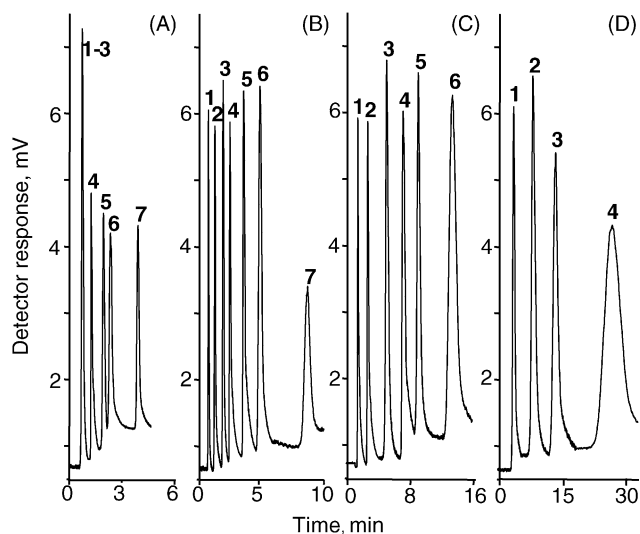 (A) (B) (C) (D)
1-3 4 5 6 7
1 2 3 4 5 6 7
1 2 3 4 5 6
1 2 3 4
6 4 2
6 4 2
6 4 2
6 4 2
0 3 6
0 5 10
0 8 16
0 15 30
Detector response, mV
Time, min